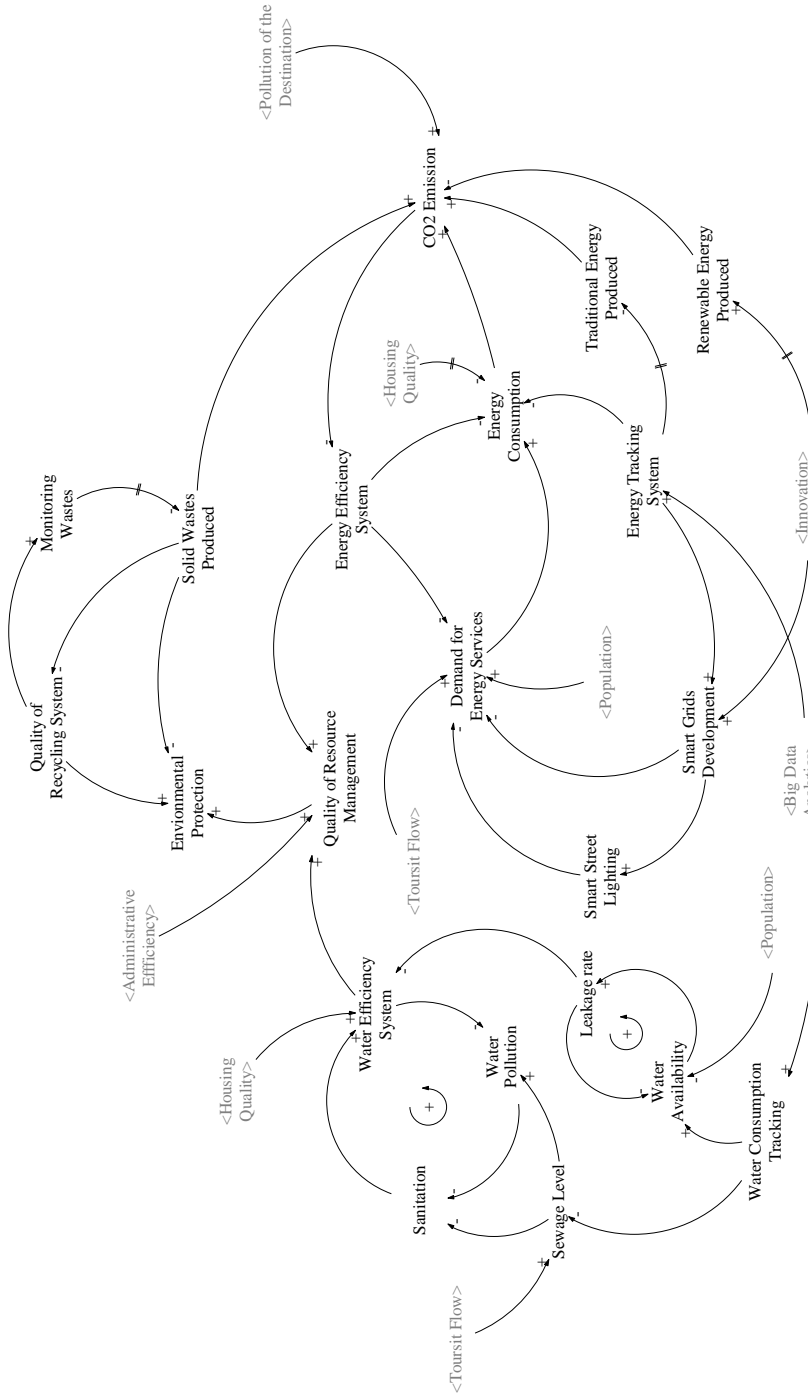 Quality of
Recycling System
Monitoring
Wastes
<Administrative
Effficiency>
Envionmental
Protection
Solid Wastes
Produced
<Housing
Quality>
<Pollution of the
Destination>
Quality of Resource
Management
Energy Efficiency
System
Water Efficiency
System
<Toursit Flow>
<Housing
Quality>
CO2 Emission
Sanitation
Demand for
Energy Services
<Toursit Flow>
Water
Pollution
Energy
Consumption
Sewage Level
Leakage rate
Smart Street
Lighting
<Population>
Traditional Energy
Produced
Energy Tracking
System
Water
Availability
Smart Grids
Development
Renewable Energy
Produced
Water Consumption
Tracking
<Population>
<Big Data
<Innovation>